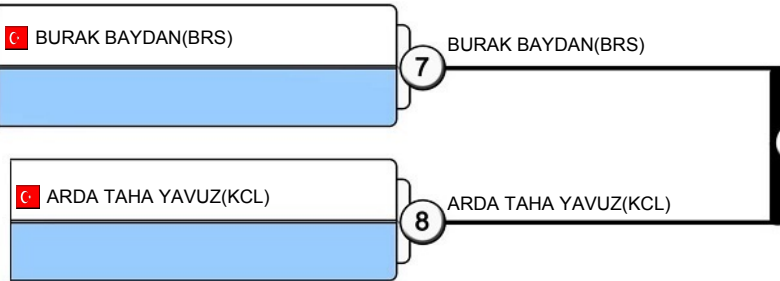 BURAK BAYDAN(BRS)
7
BURAK BAYDAN(BRS)
ARDA TAHA YAVUZ(KCL)
8
ARDA TAHA YAVUZ(KCL)